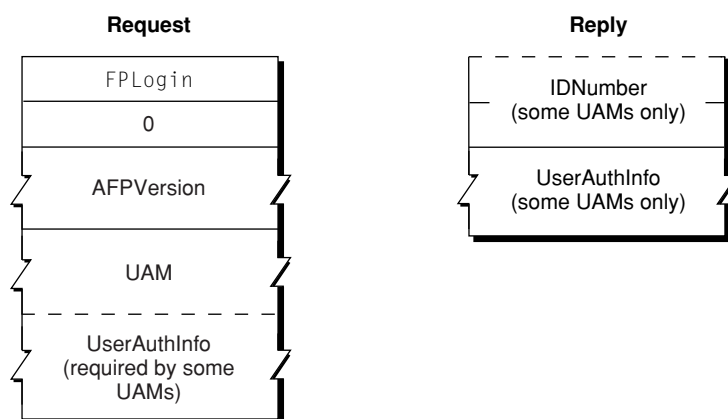 Request
FPLogin
0
AFPVersion
UAM
UserAuthInfo
(required by some
UAMs)
Reply
IDNumber
(some UAMs only)
UserAuthInfo
(some UAMs only)